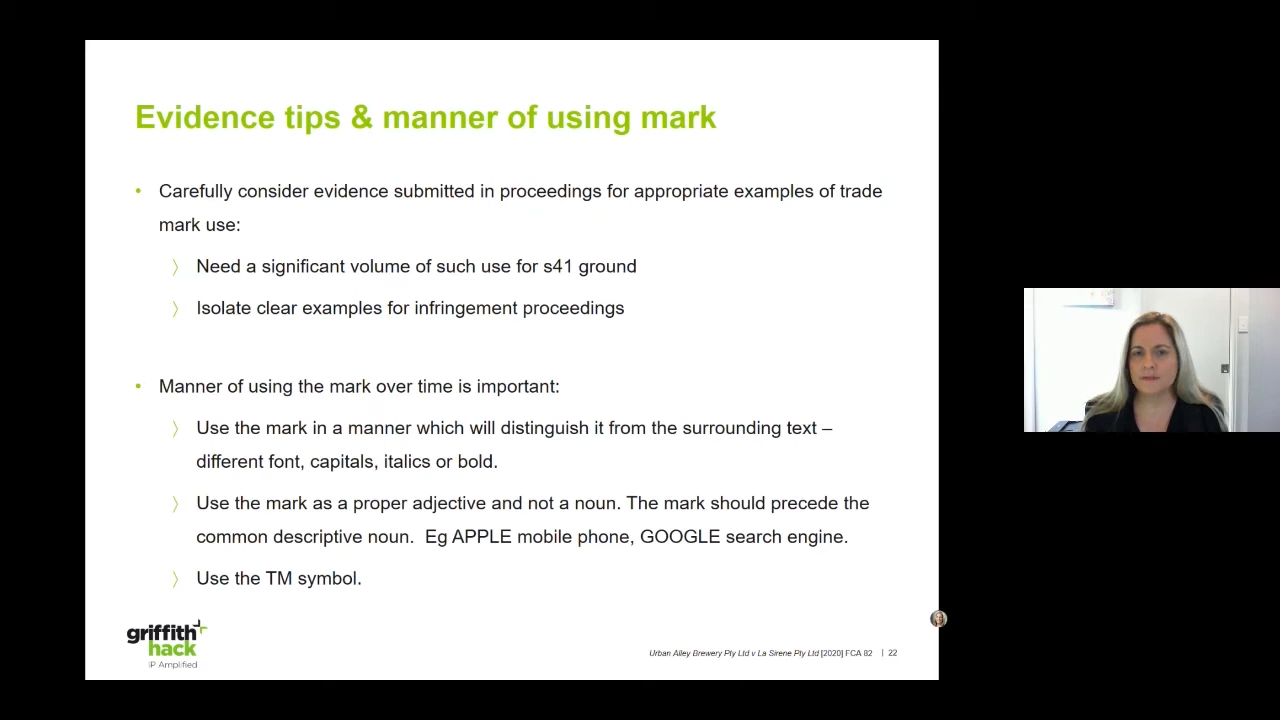 Evidence tips & manner of using mark
• Carefully consider evidence submitted in proceedings for appropriate examples of trade
mark use:
〉 Need a significant volume of such use for s41 ground
〉 Isolate clear examples for infringement proceedings
• Manner of using the mark over time is important:
〉 Use the mark in a manner which will distinguish it from the surrounding text –
different font, capitals, italics or bold.
〉 Use the mark as a proper adjective and not a noun. The mark should precede the
common descriptive noun. Eg APPLE mobile phone, GOOGLE search engine.
〉 Use the TM symbol.
griffith
hack
IP Amplified
Urban Alley Brewery Pty Ltd v La Sirene Pty Ltd [2020] FCA 82 | 22